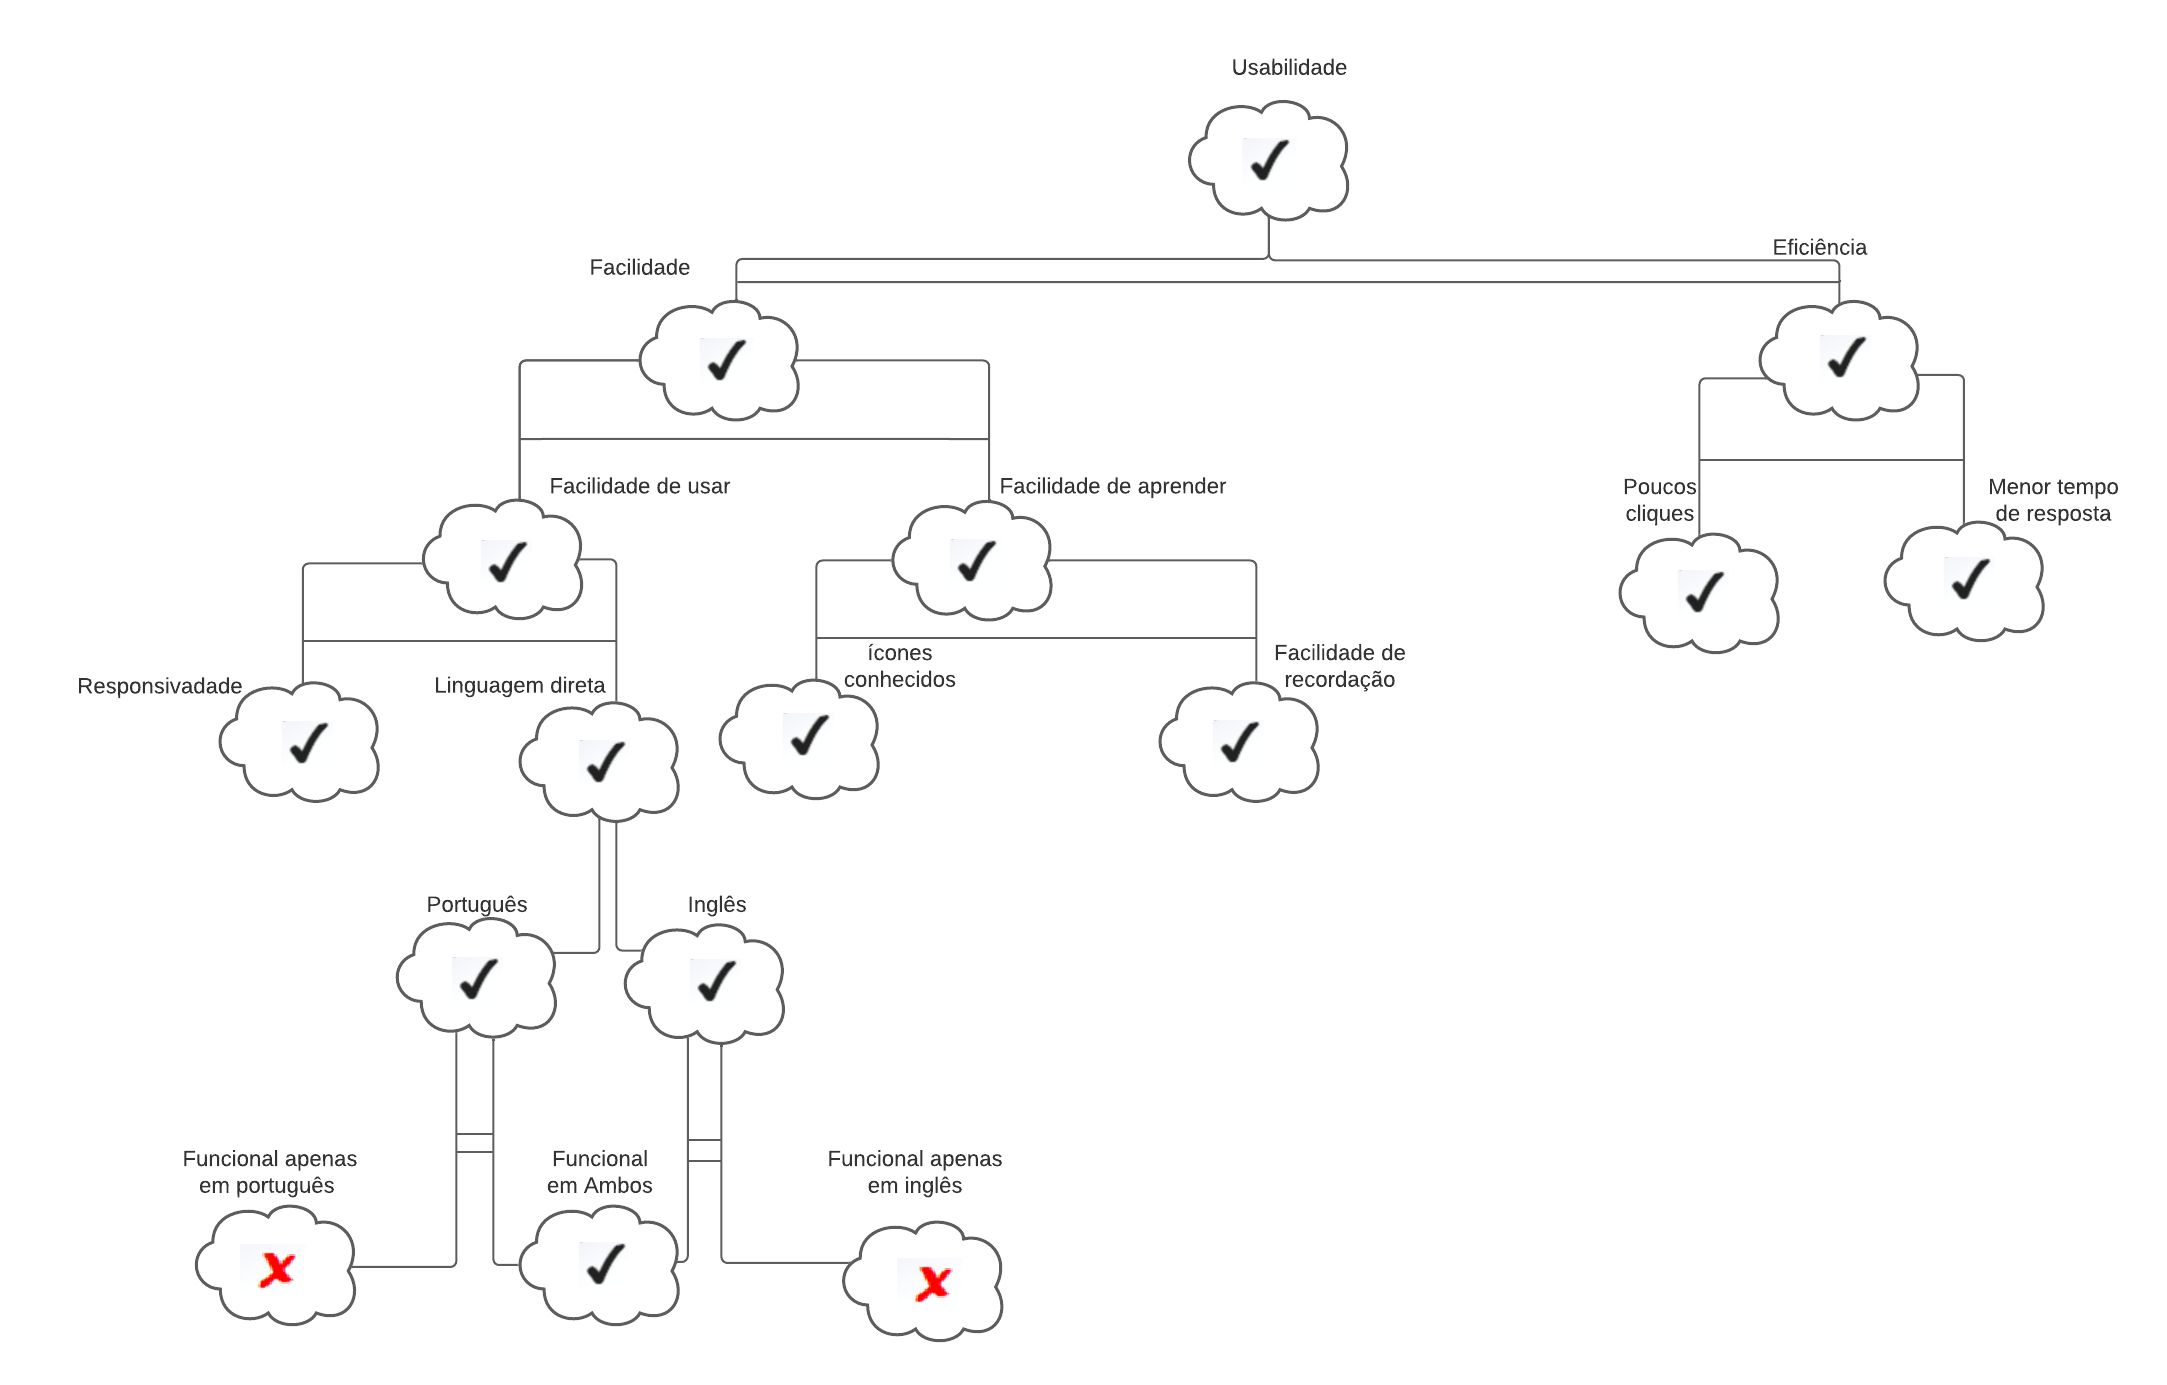 Usabilidade
Facilidade
Eficiência
Facilidade de usar
Facilidade de aprender
Poucos
cliques
Menor tempo
de resposta
Responsivadade
Linguagem direta
ícones
conhecidos
Facilidade de
recordação
Português
Inglês
Funcional apenas
em português
Funcional
em Ambos
Funcional apenas
em inglês